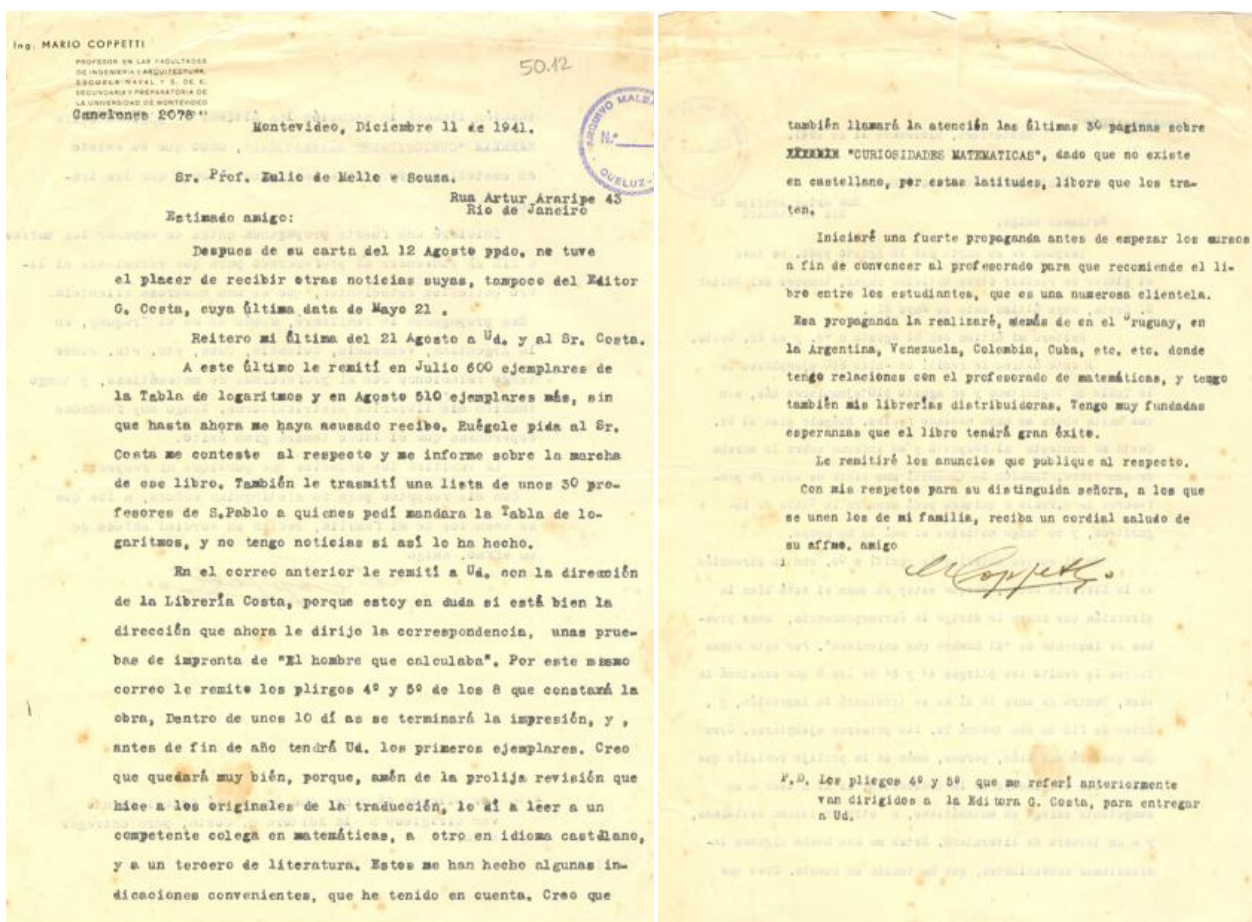 Ing. MARIO COPPETTI
PROFESOR EN LAS FACULTADES
DE INGENIERIA Y ARQUITECTURA,
ESCUELA NAVAL Y S. DE E.
SECUNDARIA Y PREPARATORIA DE
LA UNIVERSIDAD DE MONTEVIDEO
Canelones 2078
50.12
Montevideo, Diciembre 11 de 1941.
Nº
QUELUZ-
Sr. Prof. Julio de Mello e Souza.
Rua Artur Araripe 43
Rio de Janeiro
Estimado amigo:
Despues de su carta del 12 Agosto ppdo. no tuve
el placer de recibir otras noticias suyas, tampoco del Editor
G. Costa, cuya última data de Mayo 21 .
Reitero mi última del 21 Agosto a Ud. y al Sr. Costa.
A este último le remití en Julio 600 ejemplares de
la Tabla de logaritmos y en Agosto 510 ejemplares más, sin
que hasta ahora me haya acusado recibo. Ruégole pida al Sr.
Costa me conteste al respecto y me informe sobre la marcha
de ese libro. También le trasmití una lista de unos 30 pro-
fesores de S.Pablo a quienes pedí mandara la Tabla de lo-
garitmos, y no tengo noticias si así lo ha hecho.
En el correo anterior le remití a Ud. con la dirección
de la Librería Costa, porque estoy en duda si está bien la
dirección que ahora le dirijo la correspondencia, unas prue-
bas de imprenta de "El hombre que calculaba". Por este mismo
correo le remito los plirgos 4º y 5º de los 8 que constará la
obra, Dentro de unos 10 dí as se terminará la impresión, y ,
antes de fin de año tendrá Ud. los primeros ejemplares. Creo
que quedará muy bién, porque, amén de la prolija revisión que
hice a los originales de la traducción, lo dí a leer a un
competente colega en matemáticas, a otro en idioma castellano,
y a un tercero de literatura. Estos me han hecho algunas in-
dicaciones convenientes, que he tenido en cuenta. Creo que
también llamará la atención las últimas 30 paginas sobre
"CURIOSIDADES MATEMATICAS", dado que no existe
en castellano, por estas latitudes, libors que los tra-
ten.
Iniciaré una fuerte propaganda antes de empezar los cursos
a fin de convencer al profesorado para que recomiende el li-
bro entre los estudiantes, que es una numerosa clientela.
Esa propaganda la realizaré, además de en el Uruguay, en
la Argentina, Venezuela, Colombia, Cuba, etc. etc. donde
tengo relaciones con el profesorado de matemáticas, y tengo
también mis librerías distribuidoras. Tengo muy fundadas
esperanzas que el libro tendrá gran éxito.
Le remitiré los anuncios que publique al respecto.
Con mis respetos para su distinguida señora, a los que
se unen los de mi familia, reciba un cordial saludo de
su affmo. amigo
M Coppetti.
P.D. Los pliegos 4º y 5º que me referí anteriormente
van dirigidos a la Editora G. Costa, para entregar
a Ud.